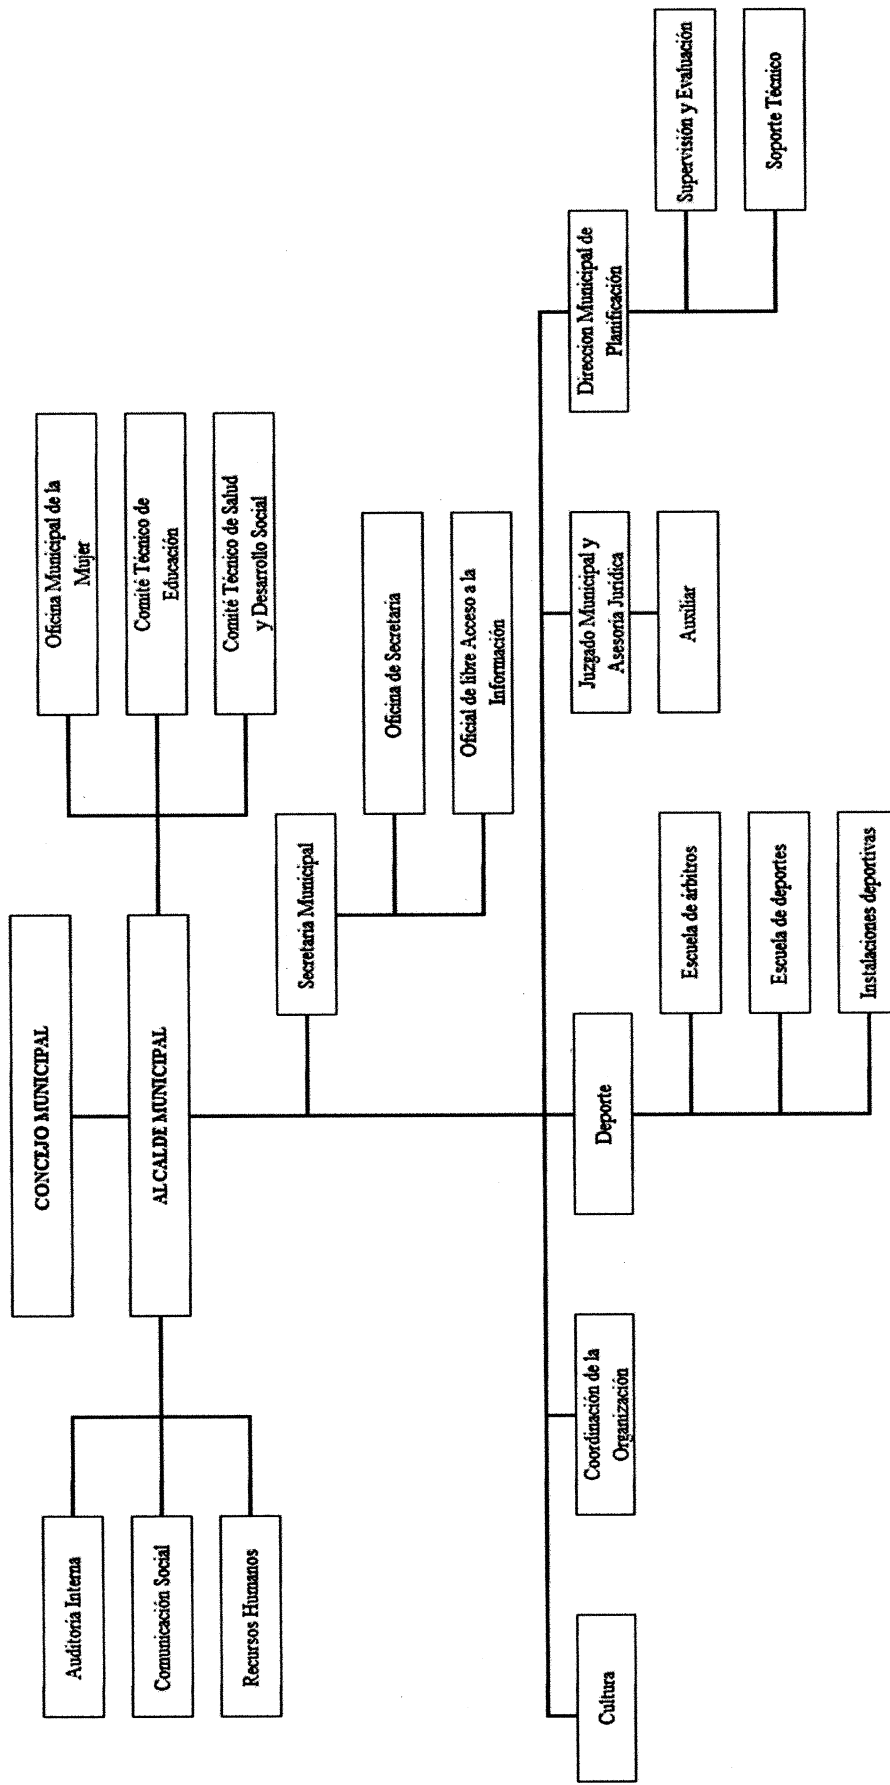 CONCEJO MUNICIPAL
ALCALDE MUNICIPAL
Auditoría Interna
Comunicación Social
Recursos Humanos
Oficina Municipal de la
Mujer
Comité Técnico de
Educación
Comité Técnico de Salud
y Desarrollo Social
Secretaria Municipal
Oficina de Secretaria
Oficial de libre Acceso a la
Información
Cultura
Coordinación de la
Organización
Deporte
Escuela de árbitros
Escuela de deportes
Instalaciones deportivas
Juzgado Municipal y
Asesoría Jurídica
Auxiliar
Direccion Municipal de
Planificación
Supervisión y Evaluación
Soporte Técnico